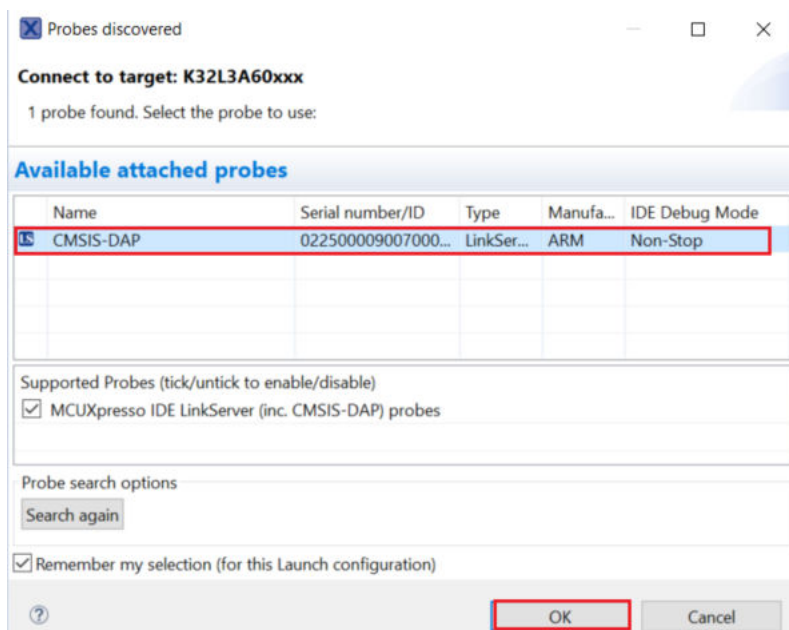 Probes discovered
Connect to target: K32L3A60xxx
1 probe found. Select the probe to use:
Available attached probes
Name Serial number/ID Type Manufa... IDE Debug Mode
LS CMSIS-DAP 022500009007000... LinkSer... ARM Non-Stop
Supported Probes (tick/untick to enable/disable)
MCUXpresso IDE LinkServer (inc. CMSIS-DAP) probes
Probe search options
Search again
Remember my selection (for this Launch configuration)
? OK Cancel